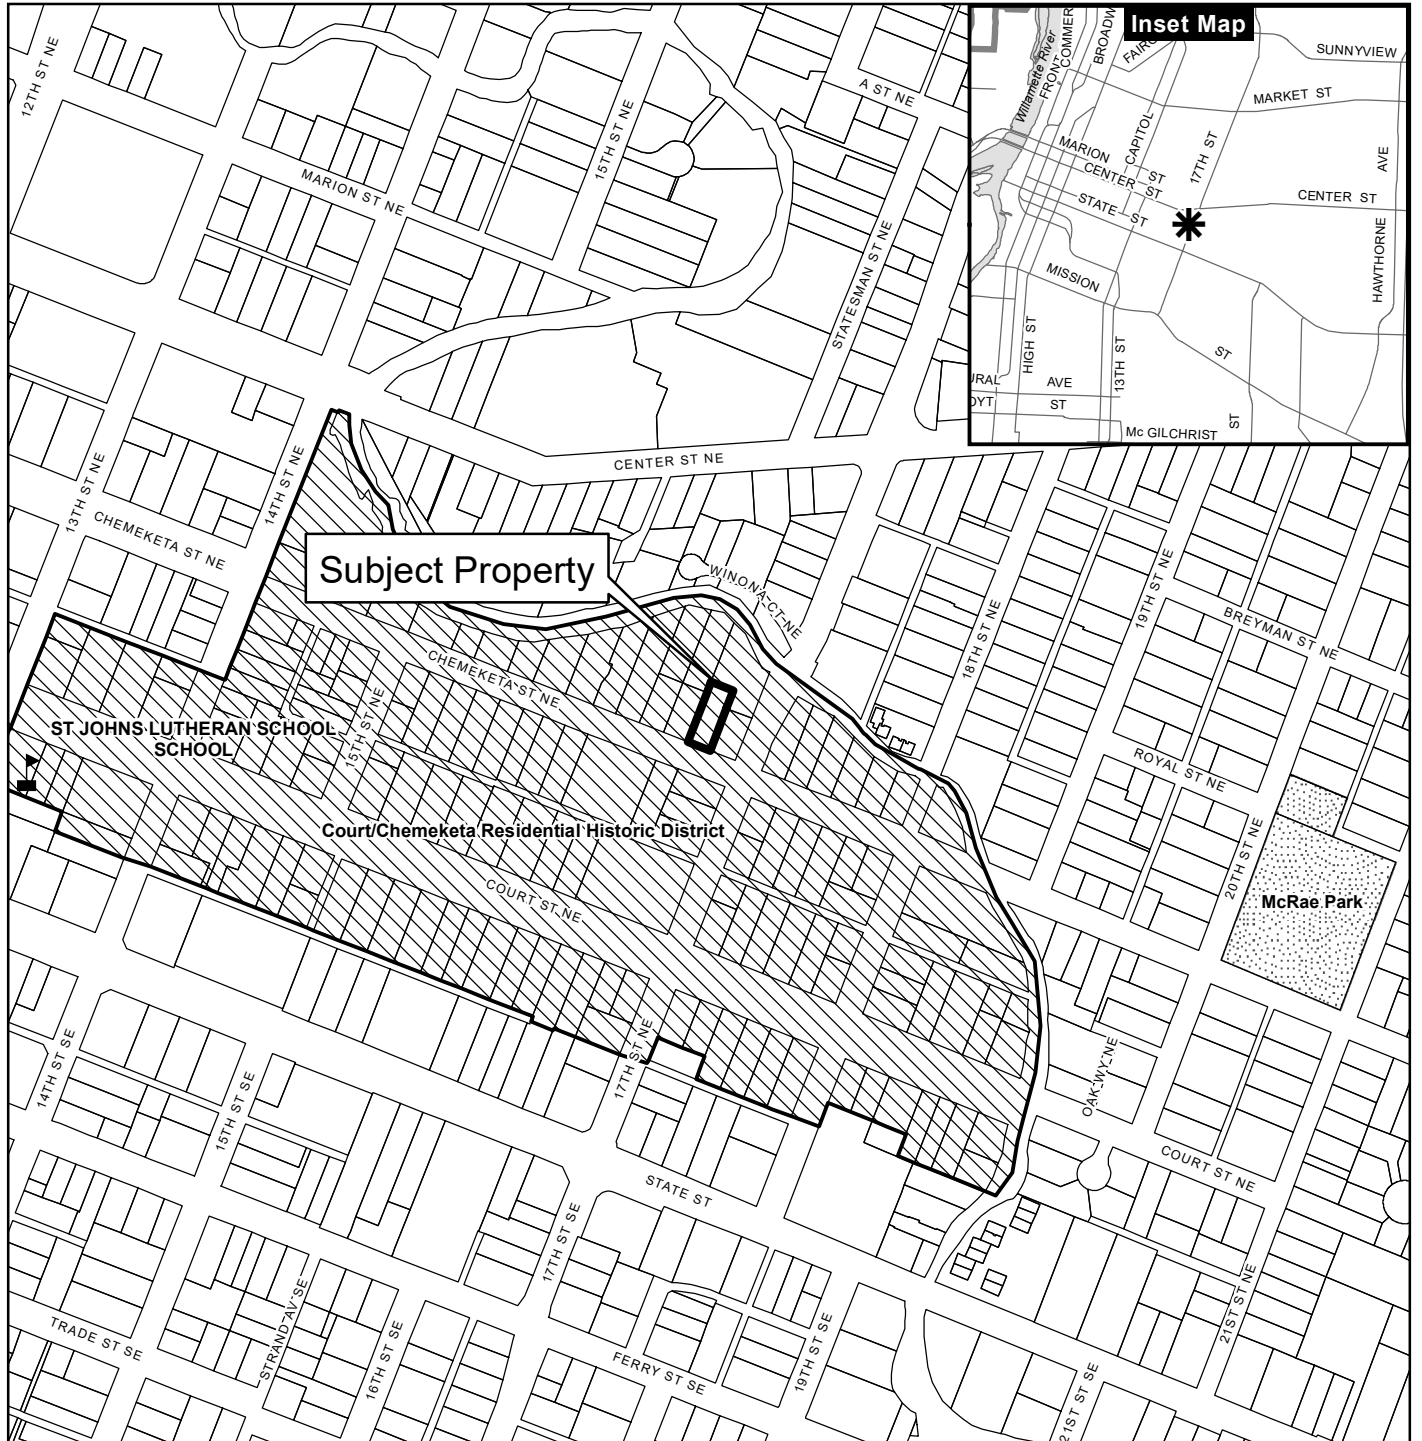 Inset Map
Willamette River
FRONT
COMMER
BROADW
FAIRG
SUNNYVIEW
MARKET ST
CAPITOL
17TH ST
AVE
MARION ST
CENTER ST
CENTER ST
STATE ST
HAWTHORNE
MISSION
ST
HIGH ST
13TH ST
URAL AVE
OYT ST
ST
Mc GILCHRIST
12TH ST NE
A ST NE
15TH ST NE
MARION ST NE
STATESMAN ST NE
14TH ST NE
13TH ST NE
CENTER ST NE
CHEMEKETA ST NE
Subject Property
WINONA CT NE
19TH ST NE
BREYMAN ST NE
18TH ST NE
CHEMEKETA ST NE
15TH ST NE
ST JOHNS LUTHERAN SCHOOL
SCHOOL
ROYAL ST NE
Court/Chemeketa Residential Historic District
20TH ST NE
McRae Park
COURT ST NE
17TH ST NE
14TH ST SE
15TH ST SE
OAK WY NE
COURT ST NE
STATE ST
17TH ST SE
STRAND AV SE
21ST ST NE
TRADE ST SE
16TH ST SE
FERRY ST SE
19TH ST SE
21ST ST SE